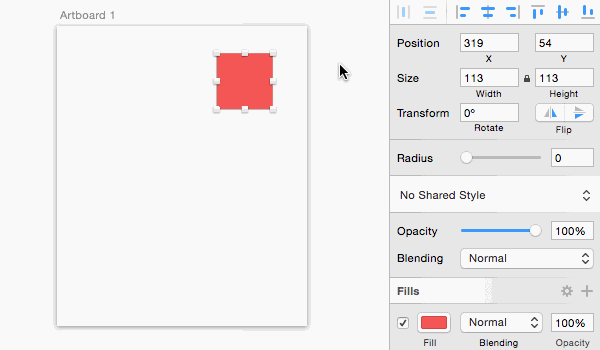 Artboard 1
Position 319 54
X Y
Size 113 113
Width Height
Transform 0º
Rotate Flip
Radius 0
No Shared Style
Opacity 100%
Blending Normal
Fills
Normal 100%
Fill Blending Opacity